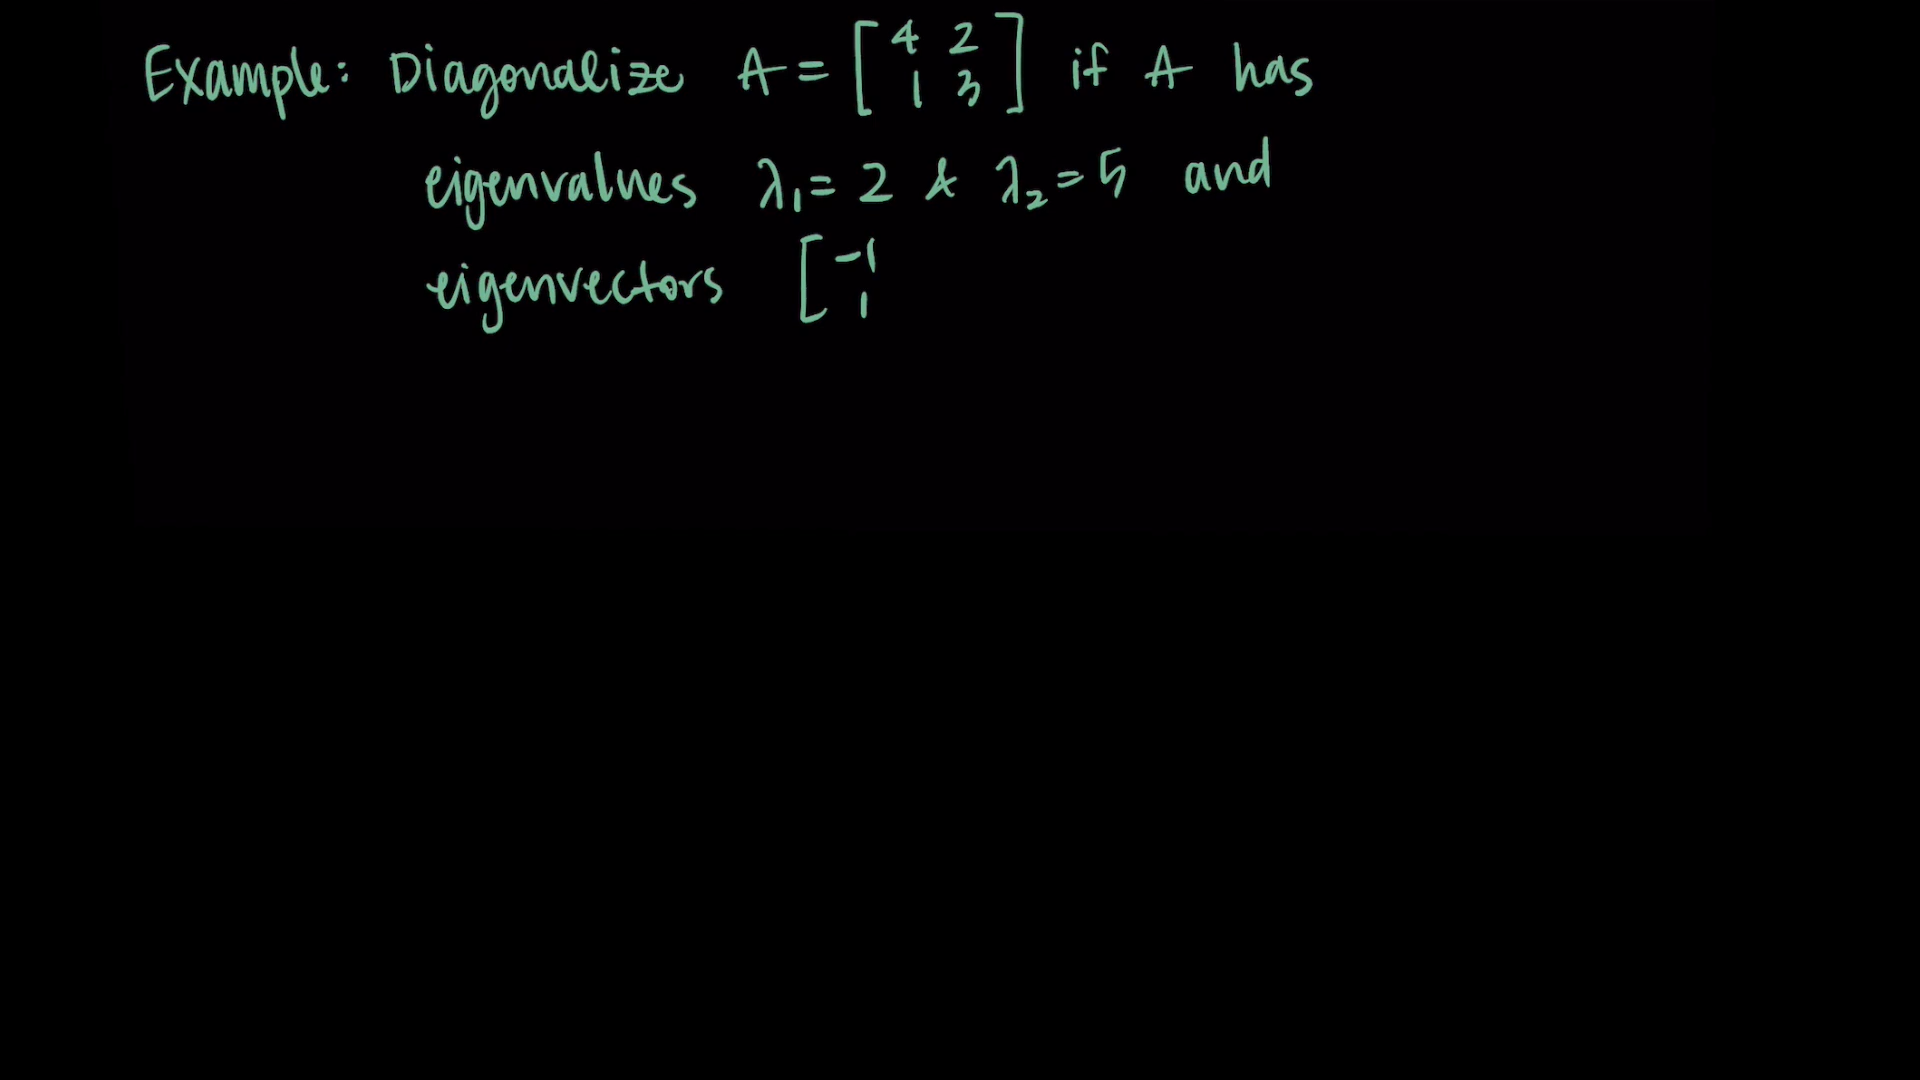 Example: Diagonalize A = [4 2 1 3] if A has
eigenvalues λ₁ = 2 & λ₂ = 5 and
eigenvectors [-1 1